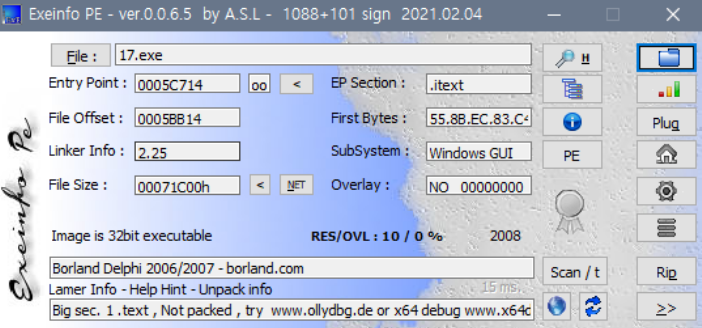 Exeinfo PE - ver.0.0.6.5 by A.S.L - 1088+101 sign 2021.02.04
File : 17.exe H
Entry Point : 0005C714 oo < EP Section : .itext
File Offset : 0005BB14 First Bytes : 55.8B.EC.83.C4 Plug
Linker Info : 2.25 SubSystem : Windows GUI PE
File Size : 00071C00h < NET Overlay : NO 00000000
Image is 32bit executable RES/OVL : 10 / 0 % 2008
Borland Delphi 2006/2007 - borland.com Scan / t Rip
Lamer Info - Help Hint - Unpack info 15 ms.
Big sec. 1 .text , Not packed , try www.ollydbg.de or x64 debug www.x64c >>
Exeinfo Pe